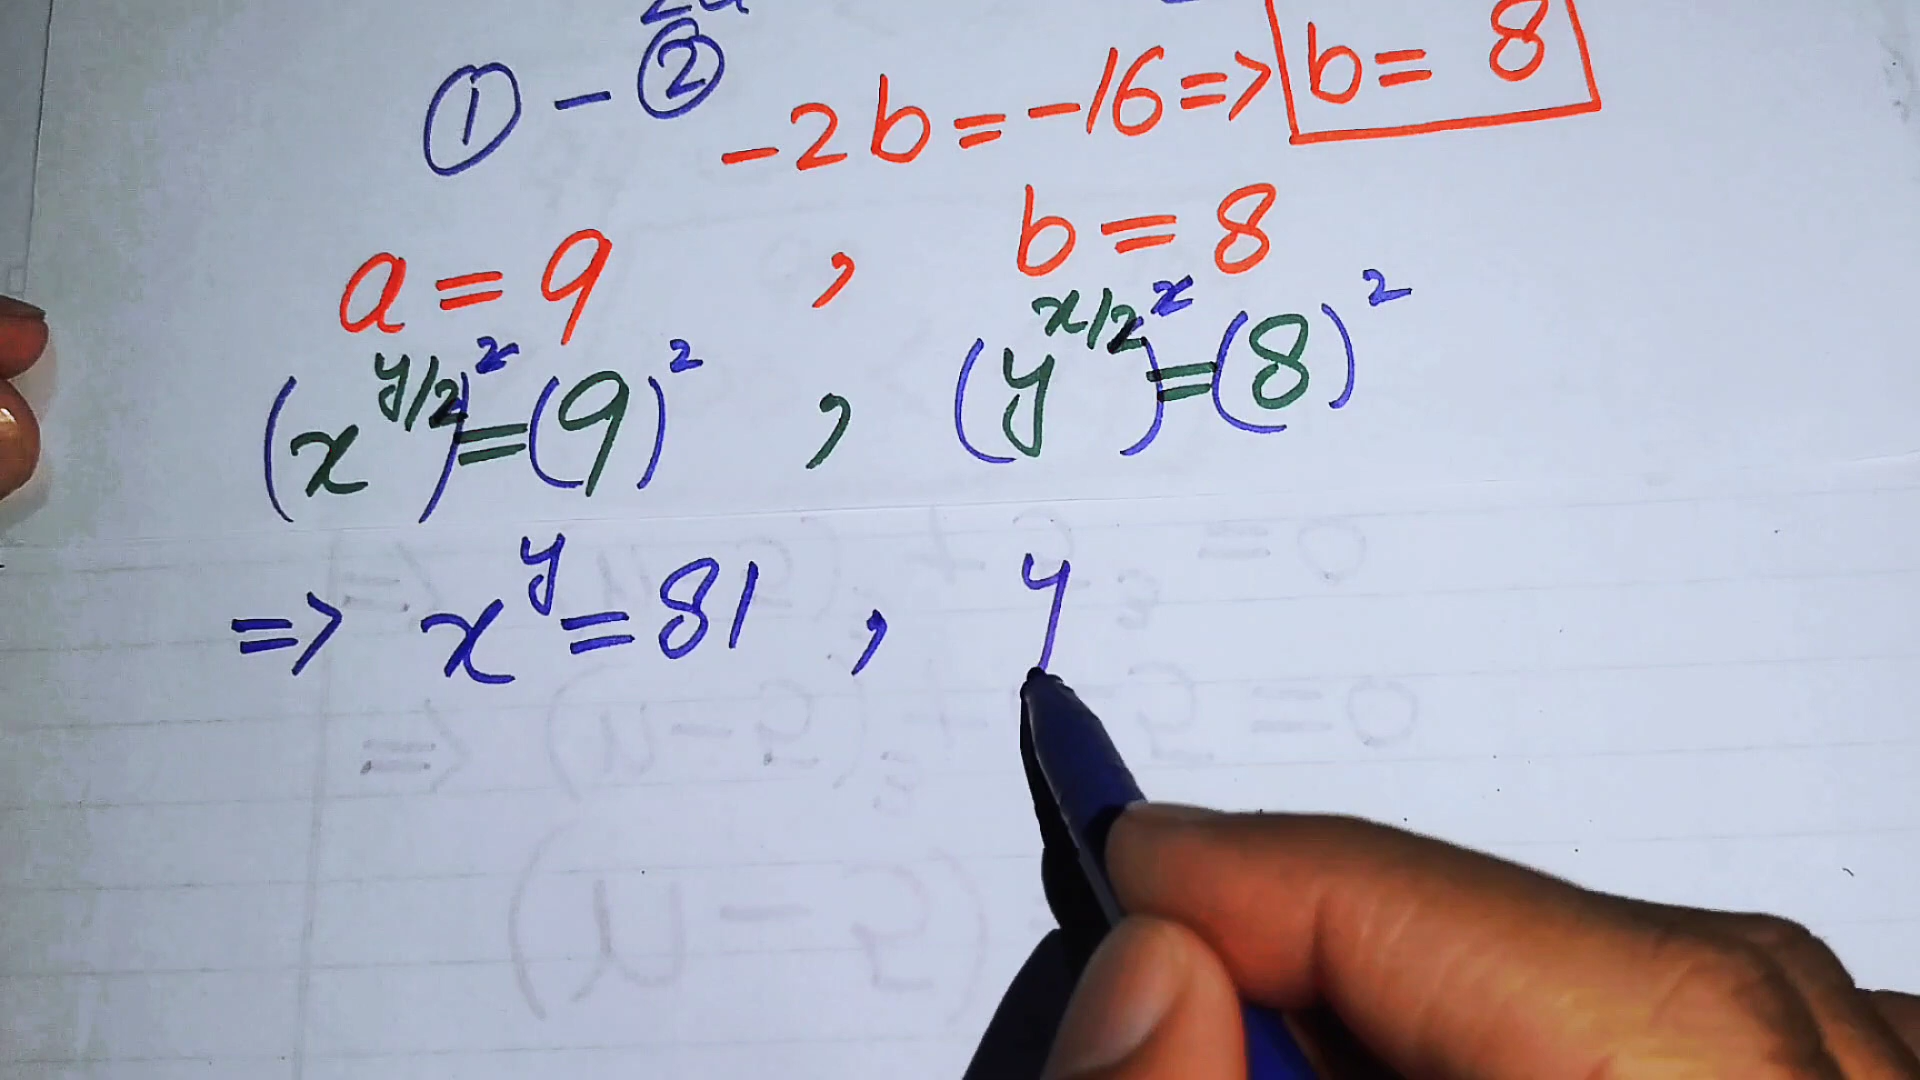 ① - ② -2b = -16 => b = 8
a = 9 , b = 8
(x^{y/2})^2 = (9)^2 , (y^{x/2})^2 = (8)^2
=> x^y = 81 , y